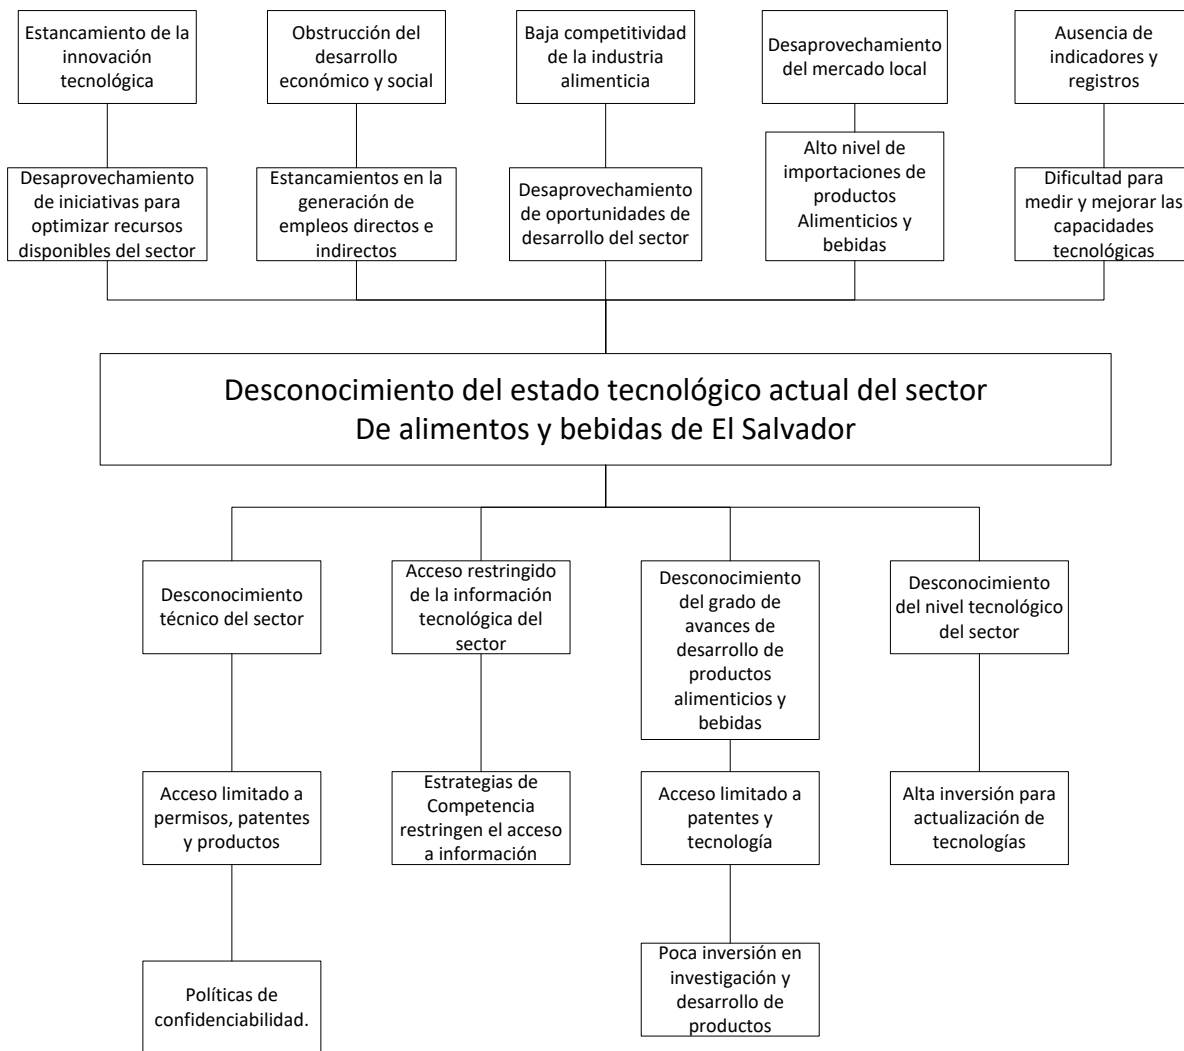 Estancamiento de la
innovación
tecnológica
Obstrucción del
desarrollo
económico y social
Baja competitividad
de la industria
alimenticia
Desaprovechamiento
del mercado local
Ausencia de
indicadores y
registros
Desaprovechamiento
de iniciativas para
optimizar recursos
disponibles del sector
Estancamientos en la
generación de
empleos directos e
indirectos
Desaprovechamiento
de oportunidades de
desarrollo del sector
Alto nivel de
importaciones de
productos
Alimenticios y
bebidas
Dificultad para
medir y mejorar las
capacidades
tecnológicas
Desconocimiento del estado tecnológico actual del sector
De alimentos y bebidas de El Salvador
Desconocimiento
técnico del sector
Acceso restringido
de la información
tecnológica del
sector
Desconocimiento
del grado de
avances de
desarrollo de
productos
alimenticios y
bebidas
Desconocimiento
del nivel tecnológico
del sector
Acceso limitado a
permisos, patentes
y productos
Estrategias de
Competencia
restringen el acceso
a información
Acceso limitado a
patentes y
tecnología
Alta inversión para
actualización de
tecnologías
Políticas de
confidenciabilidad.
Poca inversión en
investigación y
desarrollo de
productos